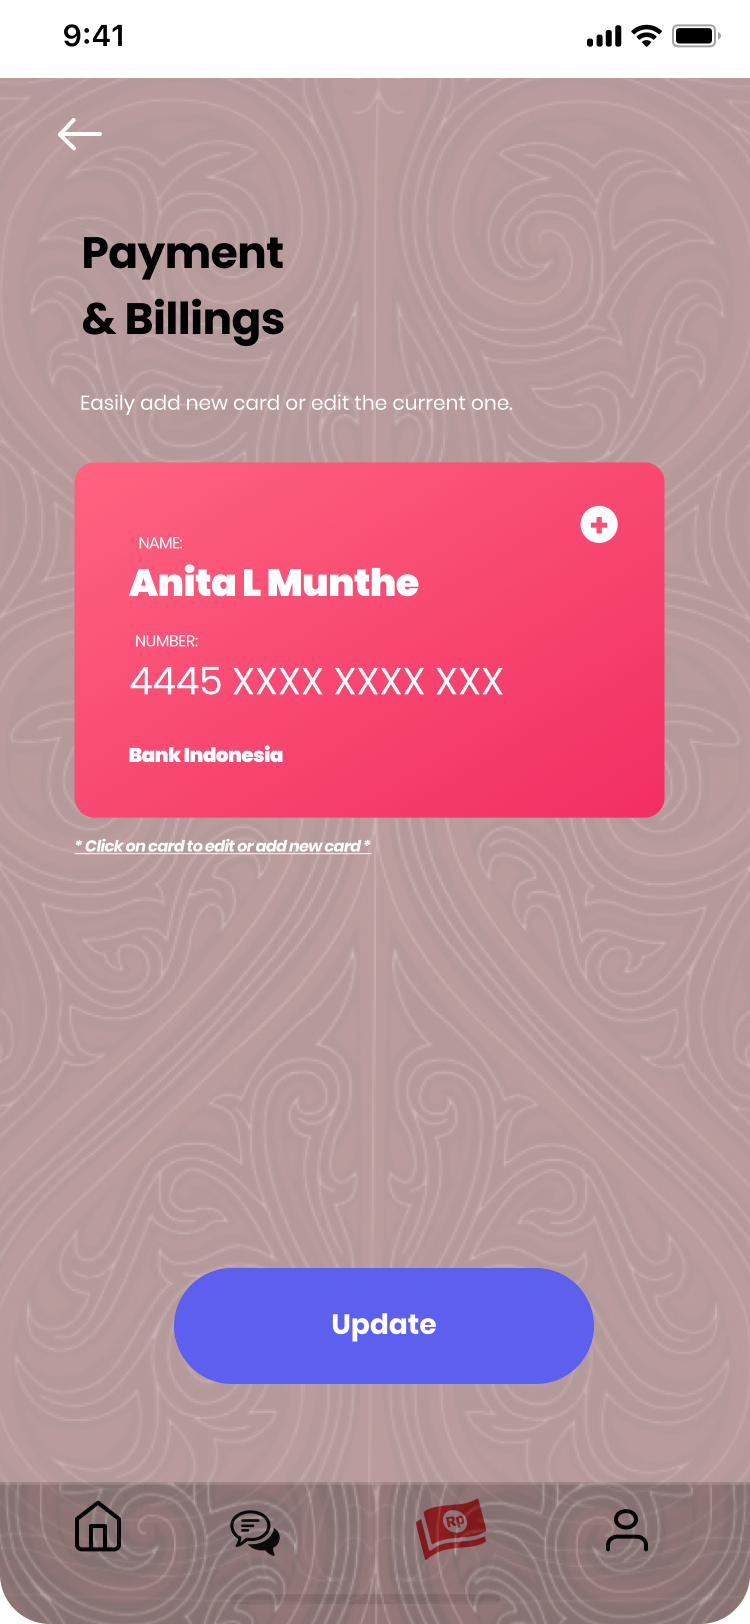 9:41
Payment
& Billings
Easily add new card or edit the current one.
NAME:
Anita L Munthe
NUMBER:
4445 XXXX XXXX XXX
Bank Indonesia
* Click on card to edit or add new card *
Update
Rp